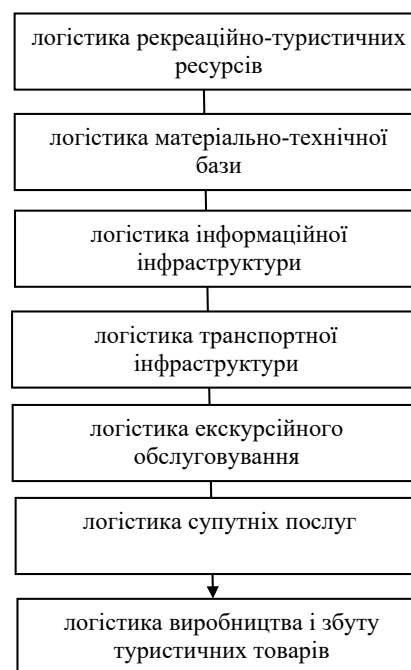 логістика рекреаційно-туристичних
ресурсів
логістика матеріально-технічної
бази
логістика інформаційної
інфраструктури
логістика транспортної
інфраструктури
логістика екскурсійного
обслуговування
логістика супутніх послуг
логістика виробництва і збуту
туристичних товарів